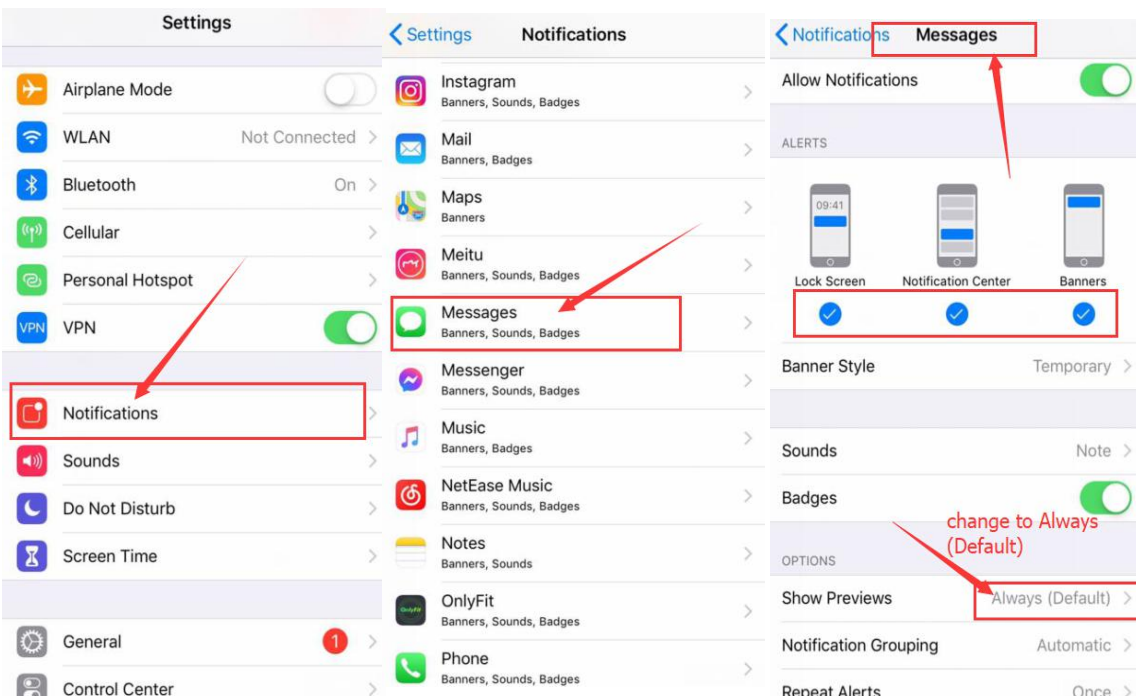 Settings
Airplane Mode
WLAN Not Connected
Bluetooth On
Cellular
Personal Hotspot
VPN VPN
Notifications
Sounds
Do Not Disturb
Screen Time
General 1
Control Center
Settings Notifications
Instagram
Banners, Sounds, Badges
Mail
Banners, Badges
Maps
Banners
Meitu
Banners, Sounds, Badges
Messages
Banners, Sounds, Badges
Messenger
Banners, Sounds, Badges
Music
Banners, Badges
NetEase Music
Banners, Sounds, Badges
Notes
Banners, Sounds
OnlyFit
OnlyFit
Banners, Sounds, Badges
Phone
Banners, Sounds, Badges
Notifications Messages
Allow Notifications
ALERTS
09:41
Lock Screen Notification Center Banners
Banner Style Temporary
Sounds Note
Badges
change to Always
(Default)
OPTIONS
Show Previews Always (Default)
Notification Grouping Automatic
Repeat Alerts Once